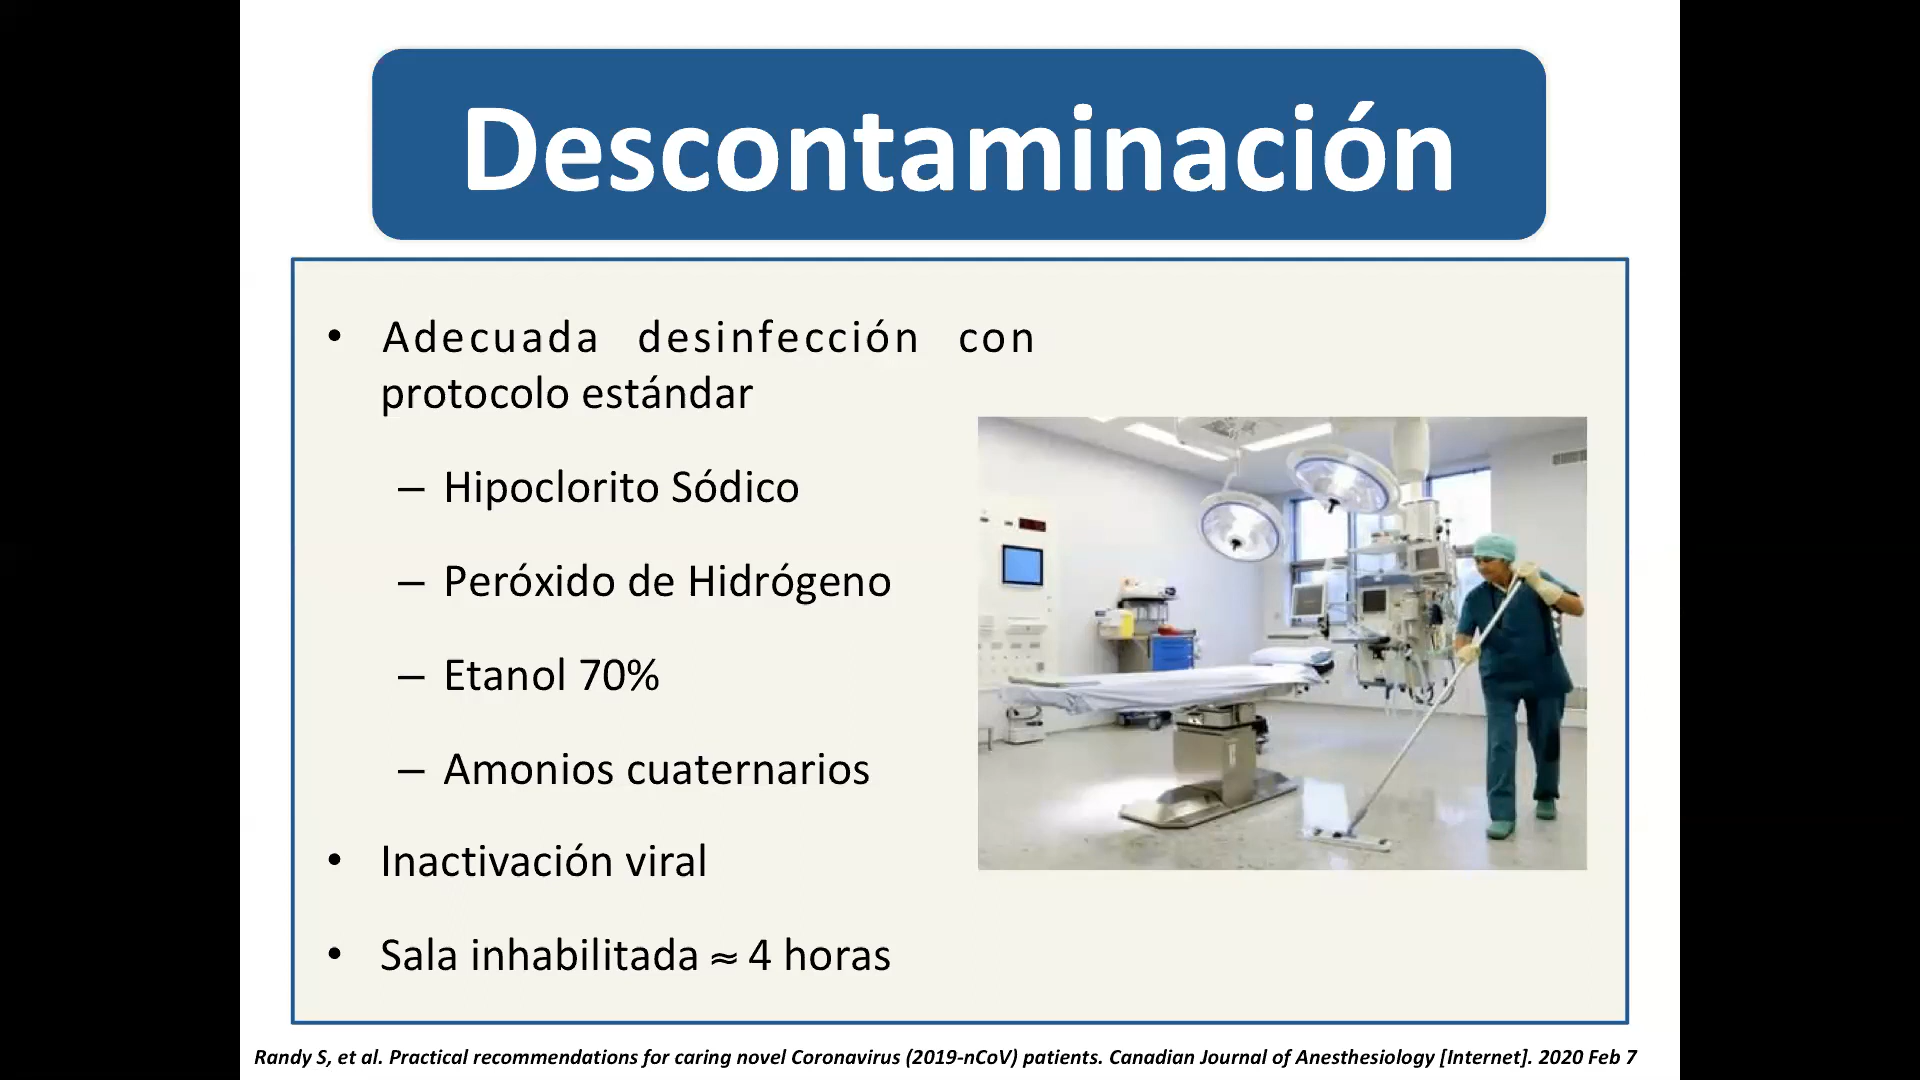 Descontaminación
• Adecuada desinfección con
protocolo estándar
– Hipoclorito Sódico
– Peróxido de Hidrógeno
– Etanol 70%
– Amonios cuaternarios
• Inactivación viral
• Sala inhabilitada ≈ 4 horas
Randy S, et al. Practical recommendations for caring novel Coronavirus (2019-nCoV) patients. Canadian Journal of Anesthesiology [Internet]. 2020 Feb 7